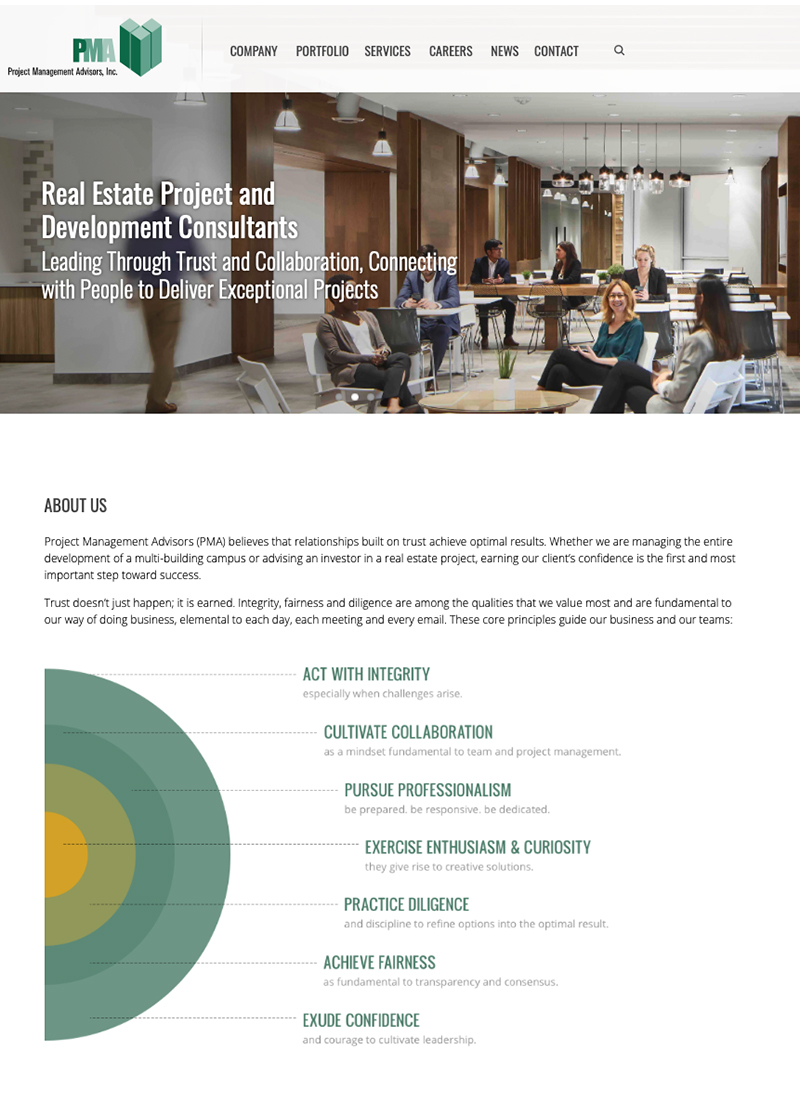 PMA
Project Management Advisors, Inc.
COMPANY PORTFOLIO SERVICES CAREERS NEWS CONTACT
Real Estate Project and
Development Consultants
Leading Through Trust and Collaboration, Connecting
with People to Deliver Exceptional Projects
ABOUT US
Project Management Advisors (PMA) believes that relationships built on trust achieve optimal results. Whether we are managing the entire
development of a multi-building campus or advising an investor in a real estate project, earning our client’s confidence is the first and most
important step toward success.
Trust doesn’t just happen; it is earned. Integrity, fairness and diligence are among the qualities that we value most and are fundamental to
our way of doing business, elemental to each day, each meeting and every email. These core principles guide our business and our teams:
ACT WITH INTEGRITY
especially when challenges arise.
CULTIVATE COLLABORATION
as a mindset fundamental to team and project management.
PURSUE PROFESSIONALISM
be prepared. be responsive. be dedicated.
EXERCISE ENTHUSIASM & CURIOSITY
they give rise to creative solutions.
PRACTICE DILIGENCE
and discipline to refine options into the optimal result.
ACHIEVE FAIRNESS
as fundamental to transparency and consensus.
EXUDE CONFIDENCE
and courage to cultivate leadership.